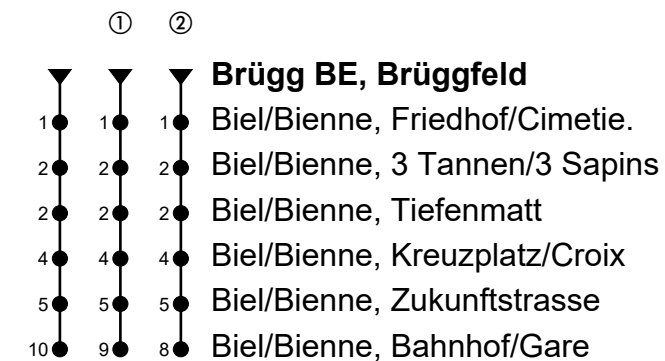 ① ②
Brügg BE, Brüggfeld
1 1 1 Biel/Bienne, Friedhof/Cimetie.
2 2 2 Biel/Bienne, 3 Tannen/3 Sapins
2 2 2 Biel/Bienne, Tiefenmatt
4 4 4 Biel/Bienne, Kreuzplatz/Croix
5 5 5 Biel/Bienne, Zukunftstrasse
10 9 8 Biel/Bienne, Bahnhof/Gare